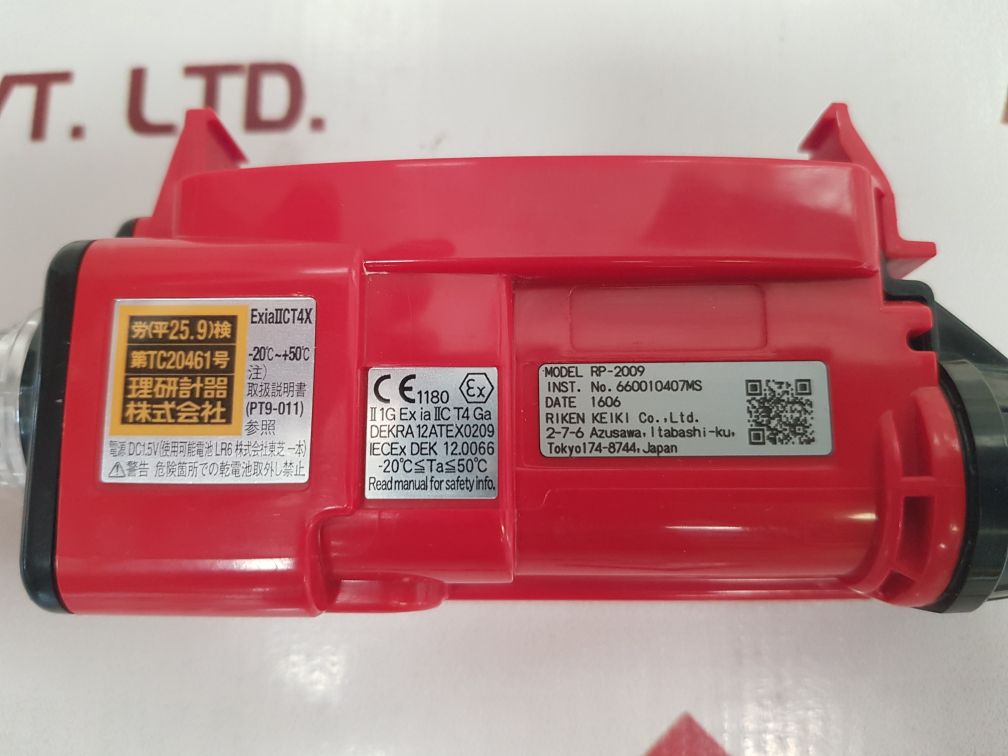 YT. LTD.
労(平25.9)検
第TC20461号
理研計器
株式会社
ExiaⅡCT4X
-20℃~+50℃
注)
取扱説明書
(PT9-011)
参照
電源 DC1.5V(使用可能電池 LR6 株式会社東芝 一本)
警告 危険箇所での乾電池取外し禁止
CE 1180 Ex
Ⅱ1G Ex ia ⅡC T4 Ga
DEKRA 12ATEX0209
IECEx DEK 12.0066
-20℃≦Ta≦50℃
Read manual for safety info.
MODEL RP-2009
INST. No. 660010407MS
DATE 1606
RIKEN KEIKI Co.,Ltd.
2-7-6 Azusawa, Itabashi-ku,
Tokyo174-8744, Japan